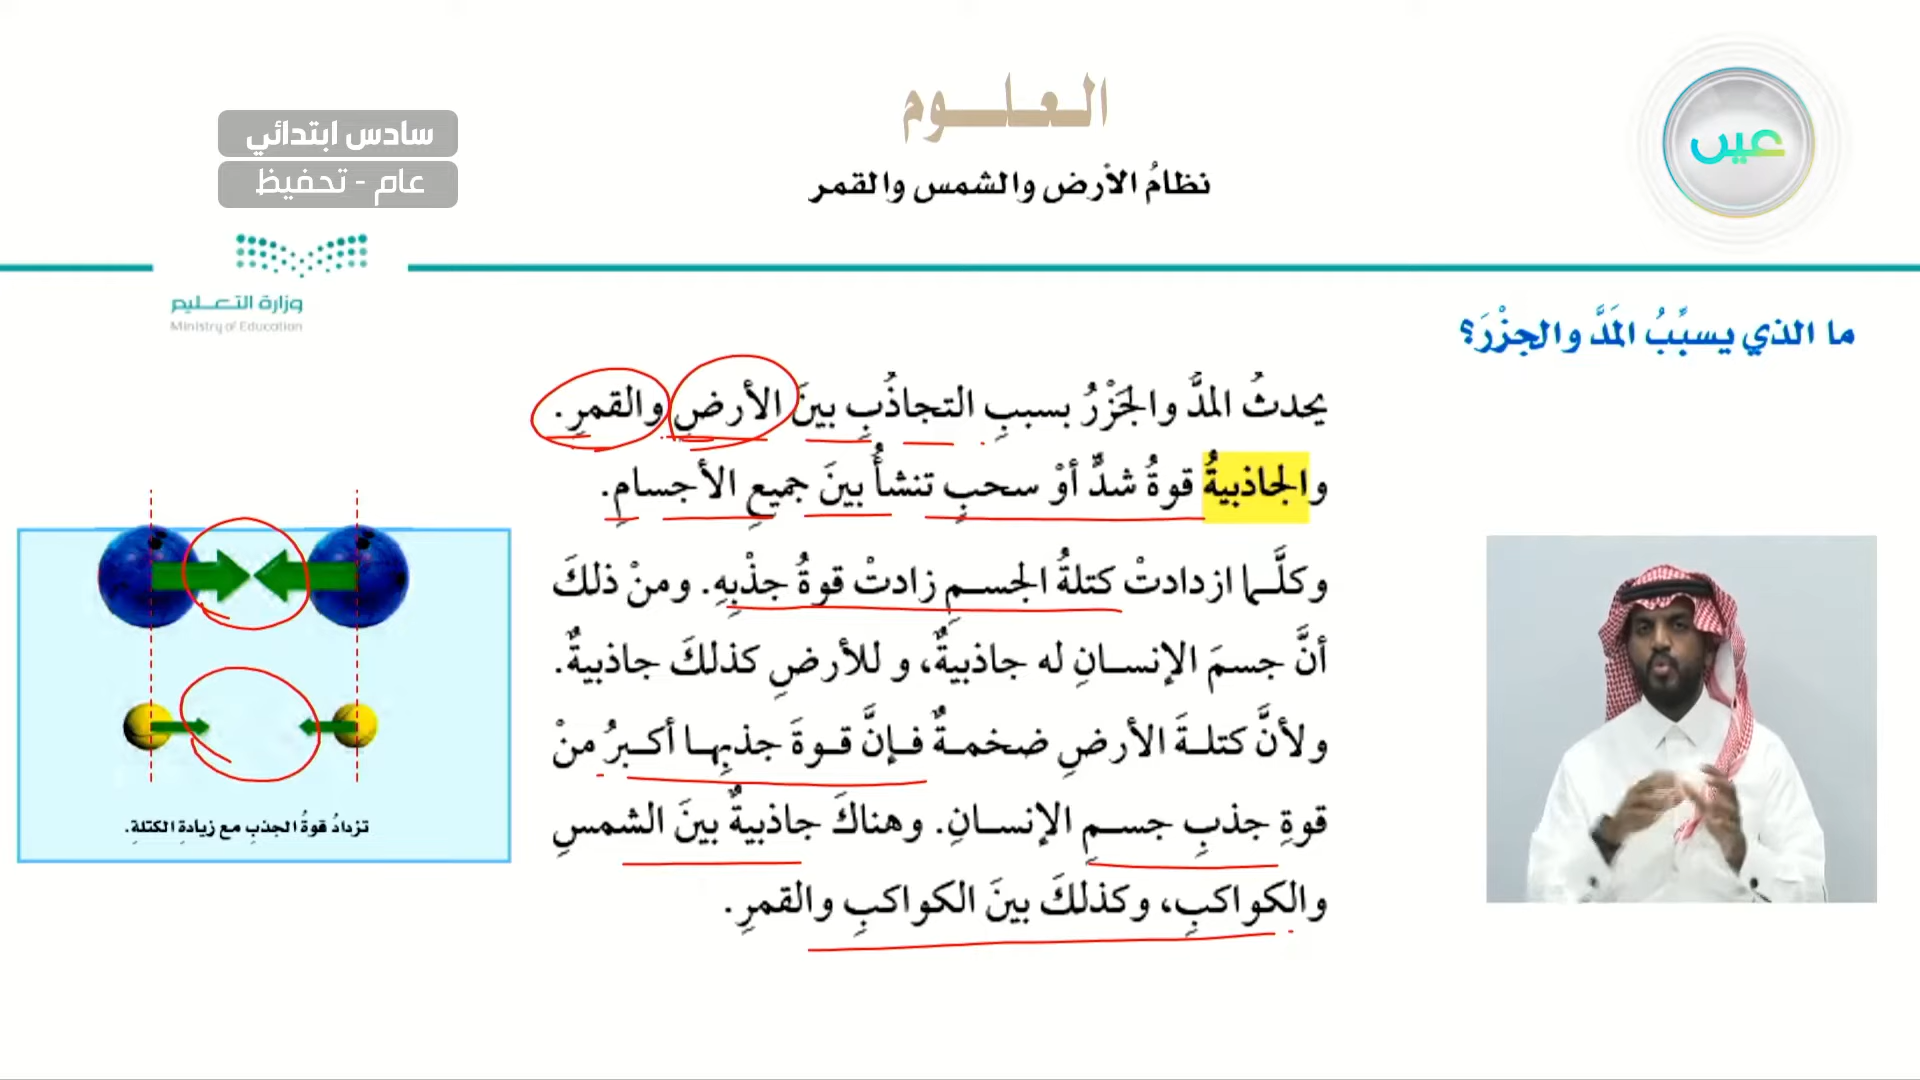 العلوم
نظامُ الأرض والشمس والقمر
سادس ابتدائي
عام - تحفيظ
عين
وزارة التعليم
Ministry of Education
ما الذي يسبِّبُ المَدَّ والجزْرَ؟
يحدثُ المدُّ والجَزْرُ بسببِ التجاذُبِ بينَ الأرضِ والقمرِ.
والجاذبيةُ قوةُ شدٍّ أوْ سحبٍ تنشأُ بينَ جميعِ الأجسامِ.
وكلَّما ازدادتْ كتلةُ الجسمِ زادتْ قوةُ جذْبِهِ. ومنْ ذلكَ
أنَّ جسمَ الإنسانِ له جاذبيةٌ، و للأرضِ كذلكَ جاذبيةٌ.
ولأنَّ كتلةَ الأرضِ ضخمةٌ فإنَّ قوةَ جذبِها أكبرُ منْ
قوةِ جذبِ جسمِ الإنسانِ. وهناكَ جاذبيةٌ بينَ الشمسِ
والكواكبِ، وكذلكَ بينَ الكواكبِ والقمرِ.
تزدادُ قوةُ الجذبِ مع زيادةِ الكتلةِ.